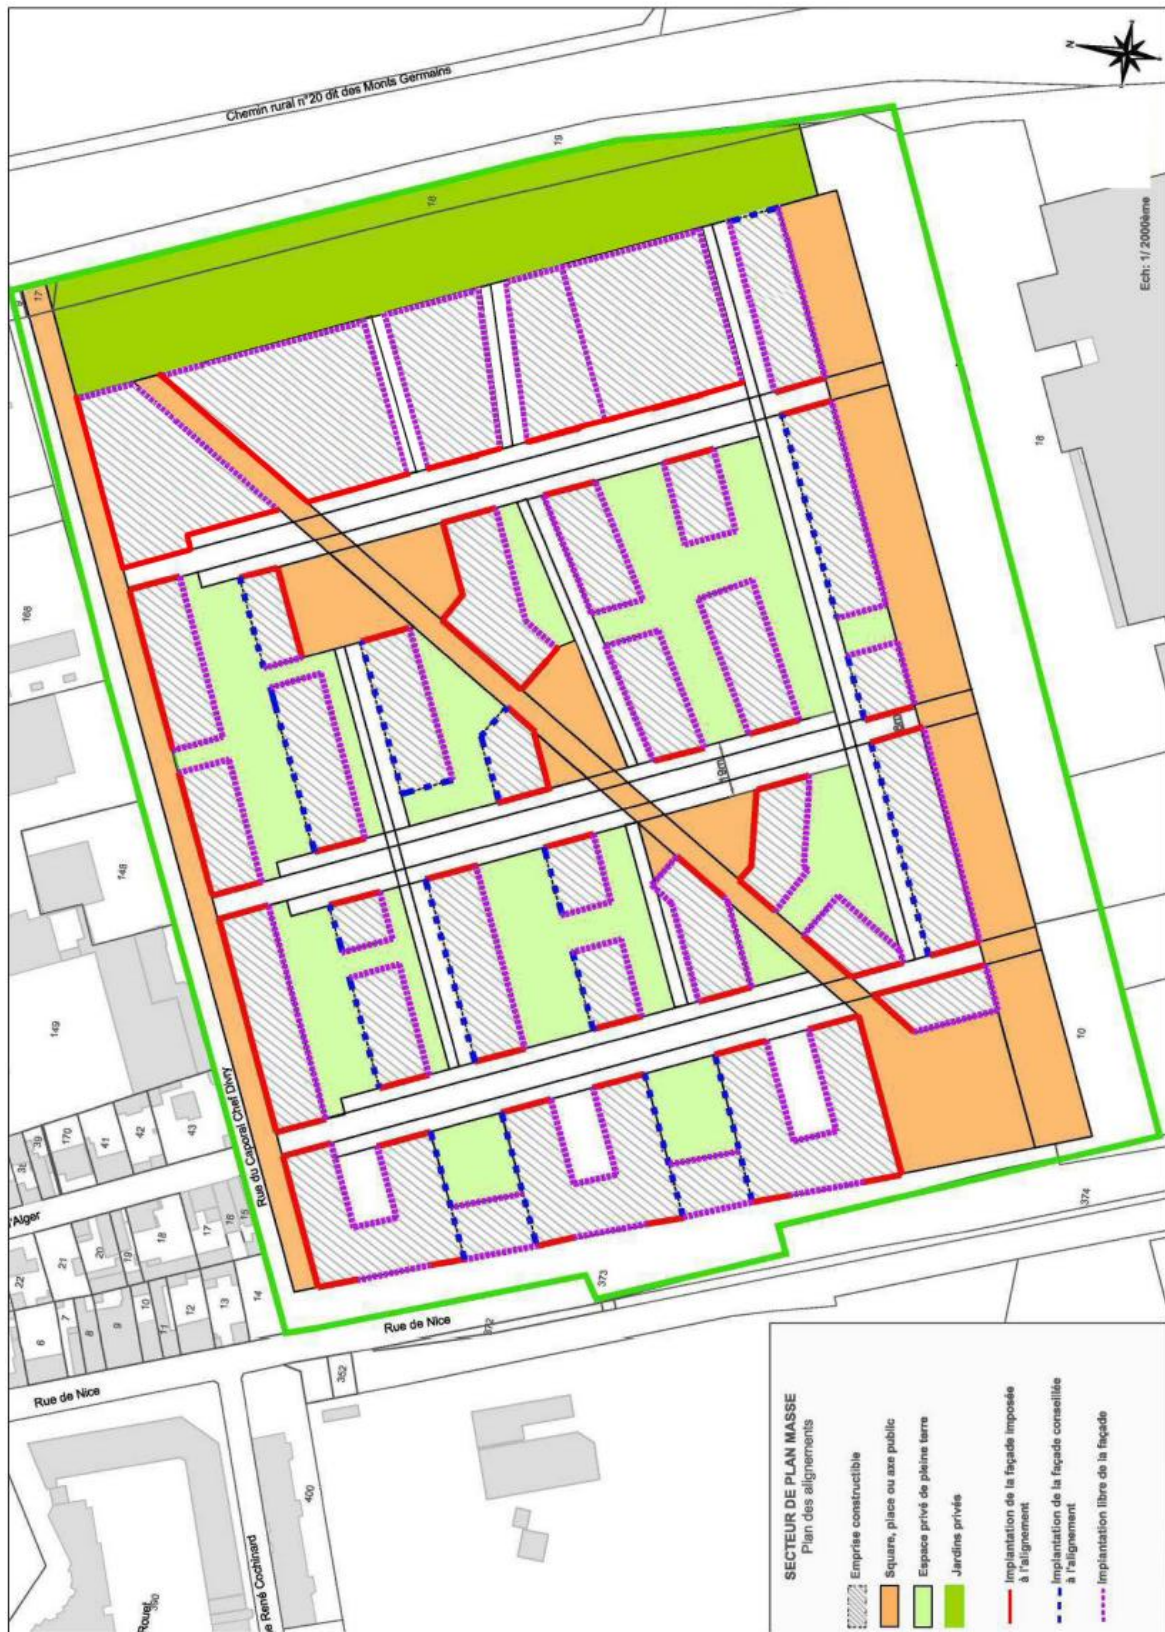 N
Chemin rural n°20 dit des Monts Germains
19
18
17
Ech: 1/ 2000ème
18
168
148
149
10m
10
Rue du Caporal Chef Divry
39
170
41
42
43
22
21
20
19
18
17
16
15
6
7
8
9
10
11
12
13
14
Rue de Nice
Rue de Nice
373
374
352
400
390
SECTEUR DE PLAN MASSE
Plan des alignements
Emprise constructible
Square, place ou axe public
Espace privé de pleine terre
Jardins privés
Implantation de la façade imposée
à l'alignement
Implantation de la façade conseillée
à l'alignement
Implantation libre de la façade